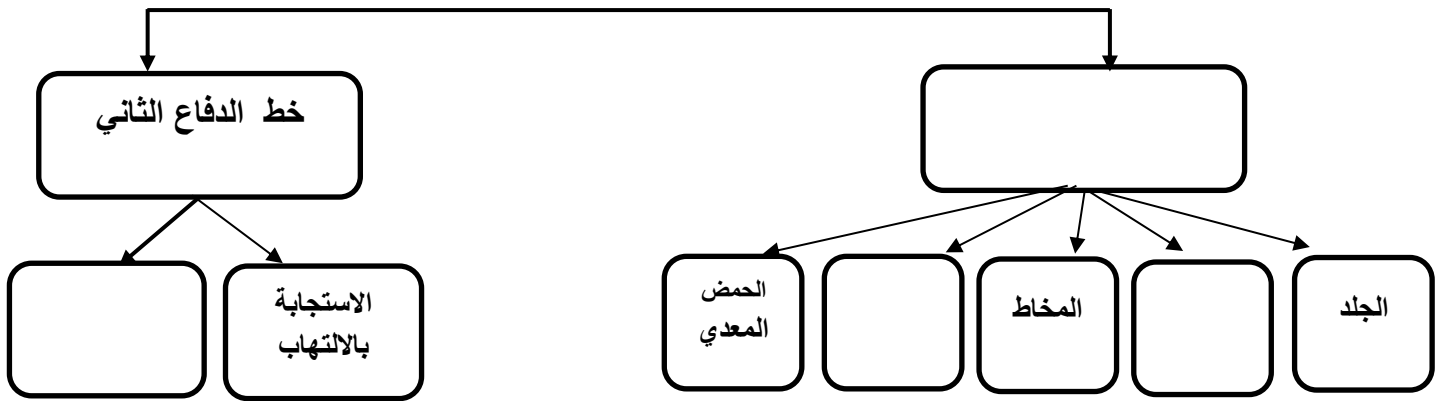 خط الدفاع الثاني
الجلد
المخاط
الحمض
المعدي
الاستجابة
بالالتهاب